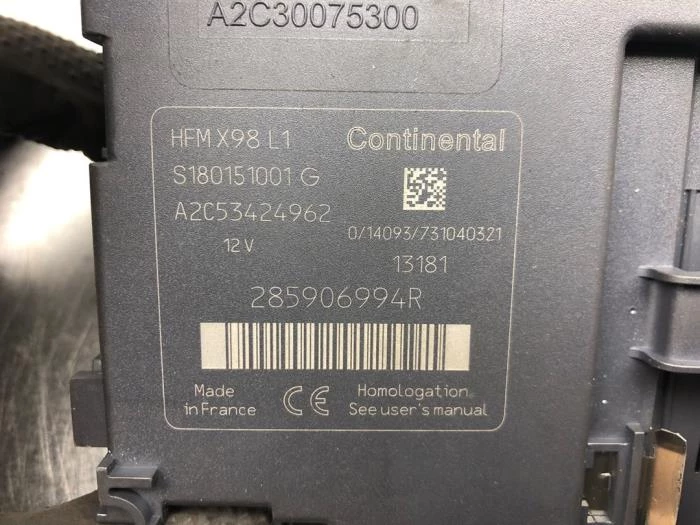 A2C30075300
HFM X98 L1 Continental
S180151001 G
A2C53424962
12V 0/14093/731040321
13181
285906994R
Made in France
CE
Homologation
See user's manual